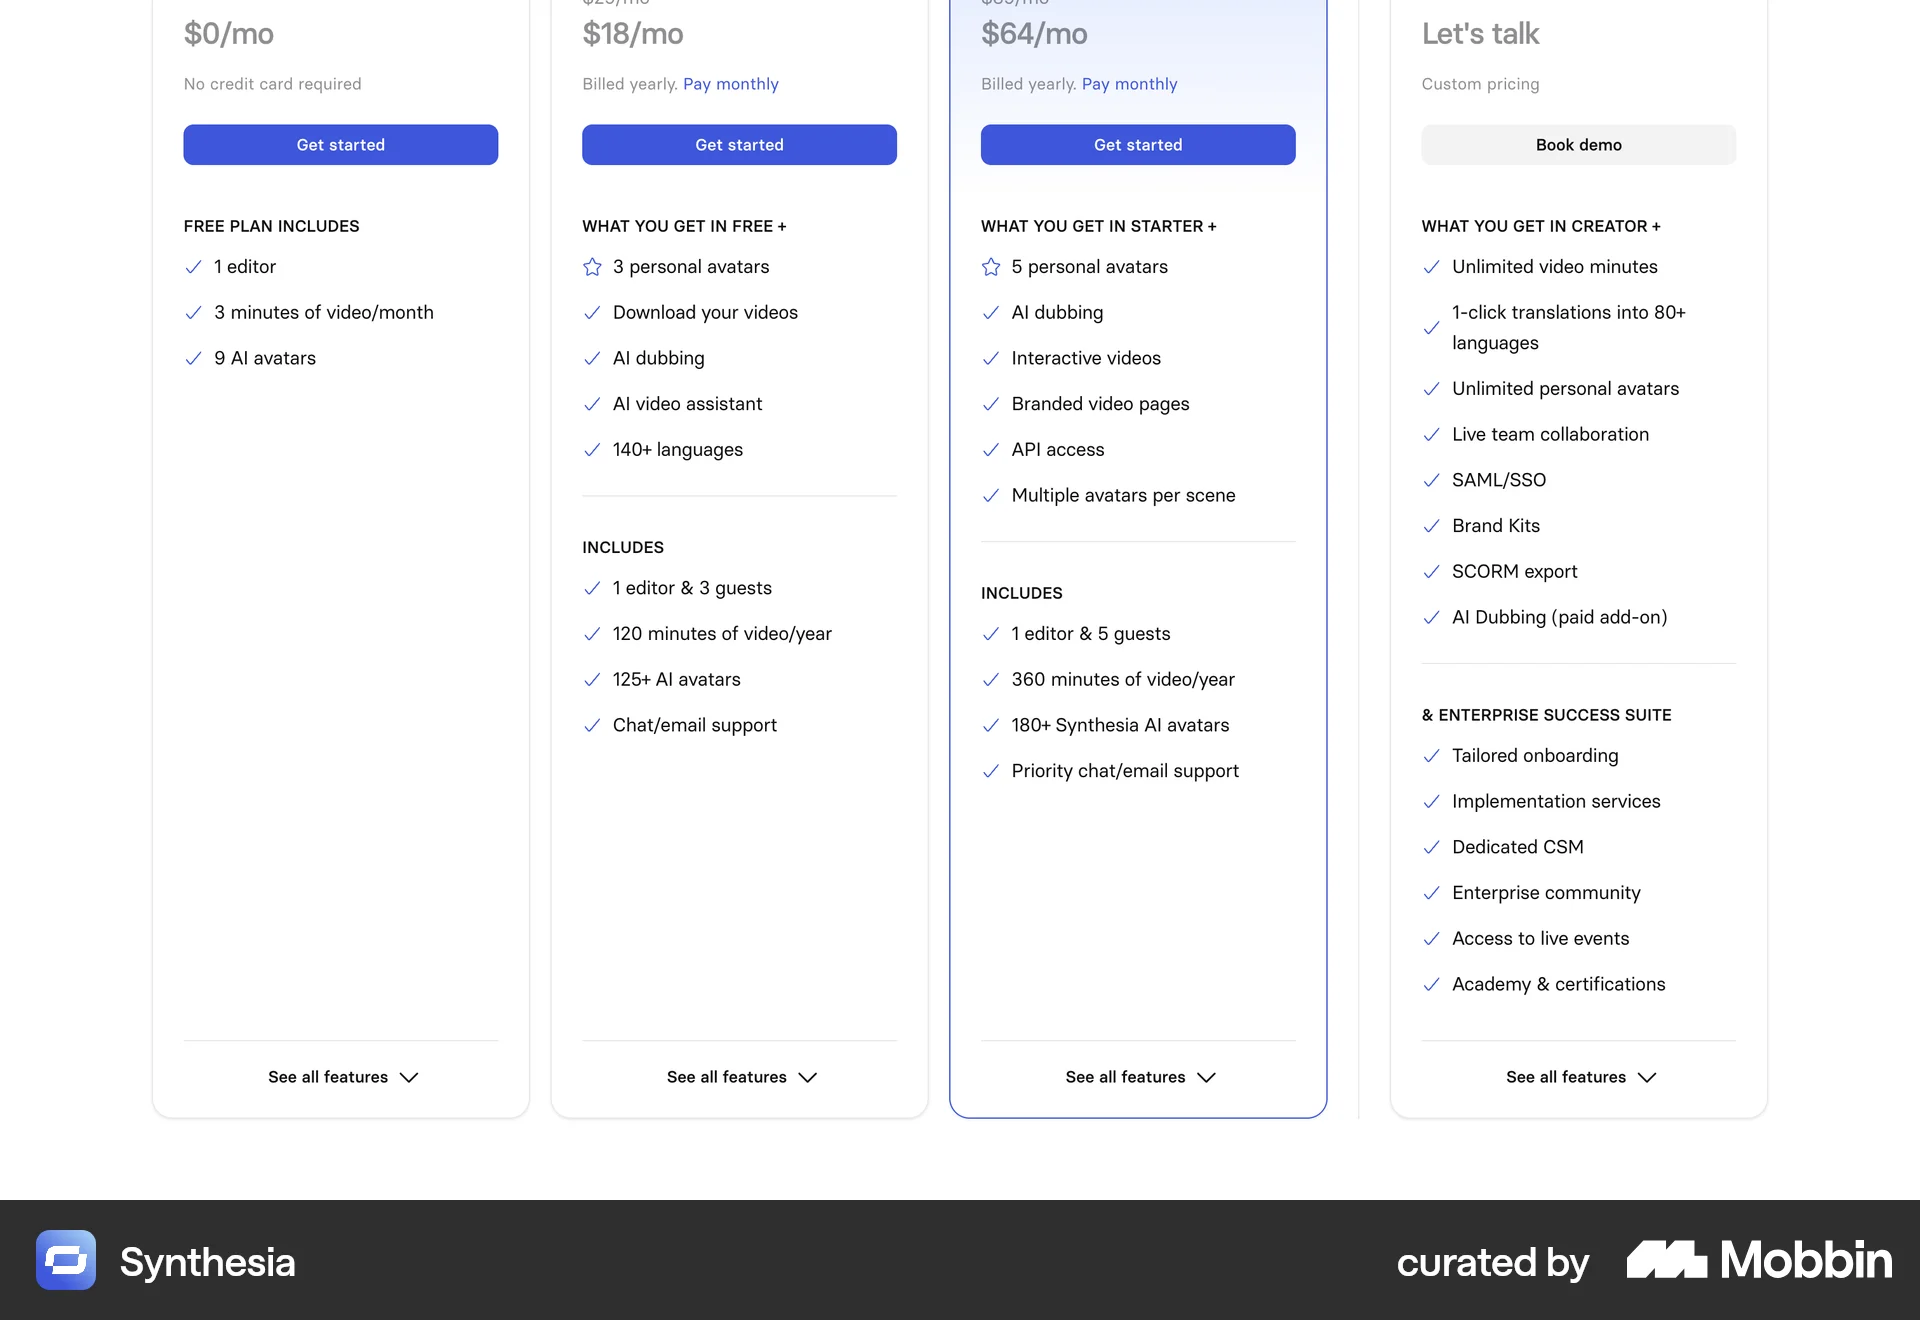 $0/mo
No credit card required
Get started
FREE PLAN INCLUDES
1 editor
3 minutes of video/month
9 AI avatars
See all features
$18/mo
Billed yearly. Pay monthly
Get started
WHAT YOU GET IN FREE +
3 personal avatars
Download your videos
AI dubbing
AI video assistant
140+ languages
INCLUDES
1 editor & 3 guests
120 minutes of video/year
125+ AI avatars
Chat/email support
See all features
$64/mo
Billed yearly. Pay monthly
Get started
WHAT YOU GET IN STARTER +
5 personal avatars
AI dubbing
Interactive videos
Branded video pages
API access
Multiple avatars per scene
INCLUDES
1 editor & 5 guests
360 minutes of video/year
180+ Synthesia AI avatars
Priority chat/email support
See all features
Let's talk
Custom pricing
Book demo
WHAT YOU GET IN CREATOR +
Unlimited video minutes
1-click translations into 80+
languages
Unlimited personal avatars
Live team collaboration
SAML/SSO
Brand Kits
SCORM export
AI Dubbing (paid add-on)
& ENTERPRISE SUCCESS SUITE
Tailored onboarding
Implementation services
Dedicated CSM
Enterprise community
Access to live events
Academy & certifications
See all features
Synthesia
curated by Mobbin